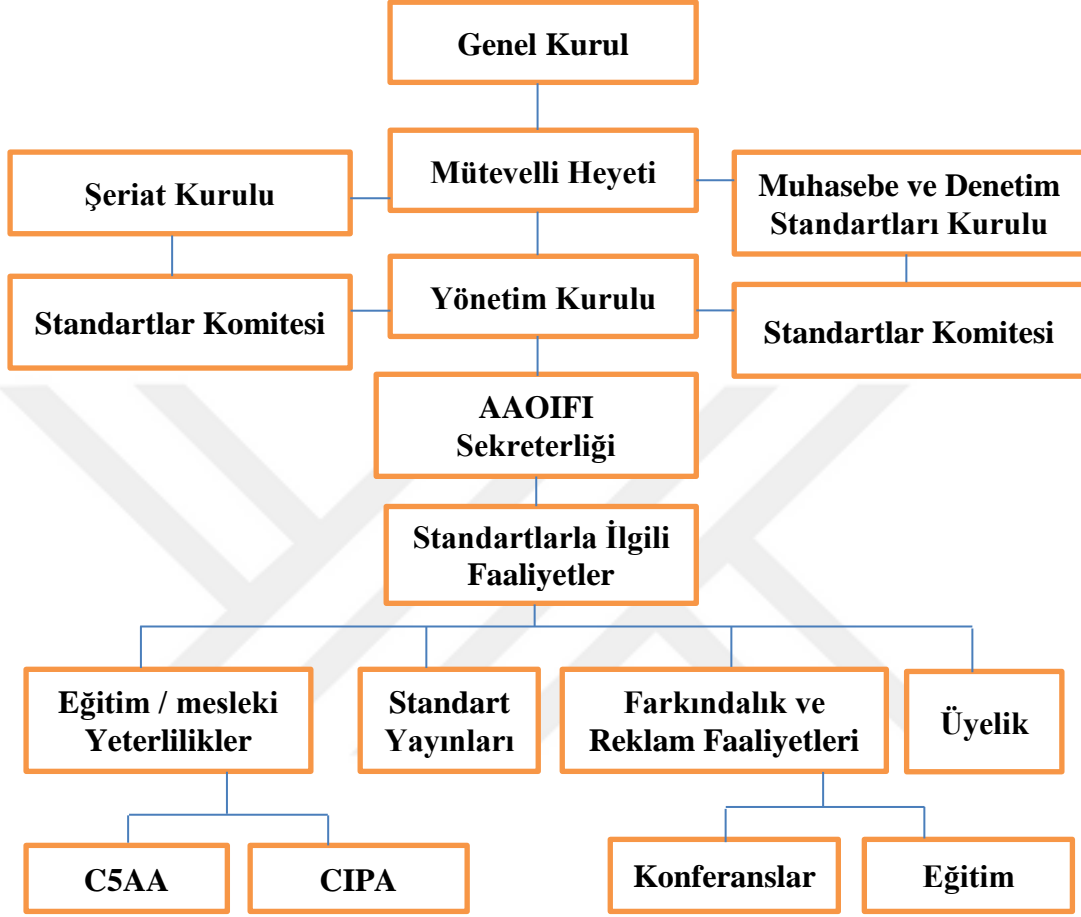 Genel Kurul
Şeriat Kurulu
Mütevelli Heyeti
Muhasebe ve Denetim
Standartları Kurulu
Standartlar Komitesi
Yönetim Kurulu
Standartlar Komitesi
AAOIFI
Sekreterliği
Standartlarla İlgili
Faaliyetler
Eğitim / mesleki
Yeterlilikler
Standart
Yayınları
Farkındalık ve
Reklam Faaliyetleri
Üyelik
C5AA
CIPA
Konferanslar
Eğitim